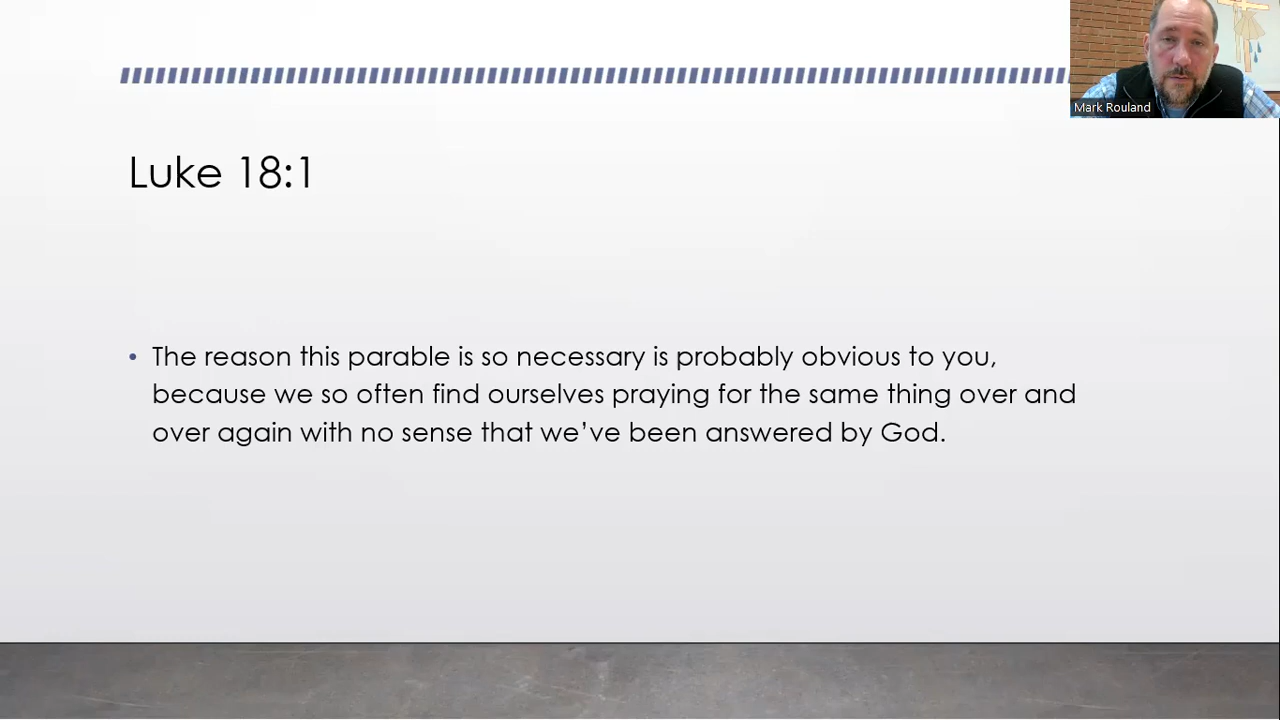 Mark Rouland
Luke 18:1
• The reason this parable is so necessary is probably obvious to you,
because we so often find ourselves praying for the same thing over and
over again with no sense that we’ve been answered by God.